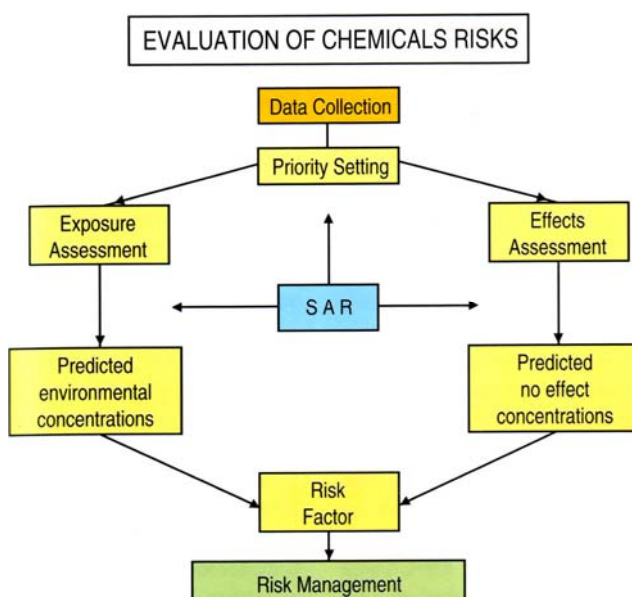 EVALUATION OF CHEMICALS RISKS
Data Collection
Priority Setting
Exposure
Assessment
Effects
Assessment
S A R
Predicted
environmental
concentrations
Predicted
no effect
concentrations
Risk
Factor
Risk Management